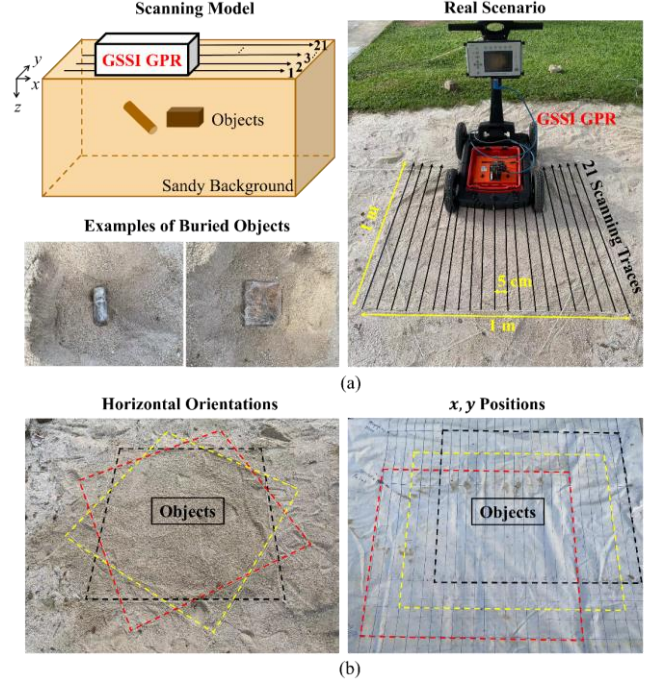 Scanning Model
GSSI GPR
21
3
2
1
x
y
z
Objects
Sandy Background
Examples of Buried Objects
Real Scenario
GSSI GPR
21 Scanning Traces
1 m
5 cm
1 m
(a)
Horizontal Orientations
Objects
x, y Positions
Objects
(b)